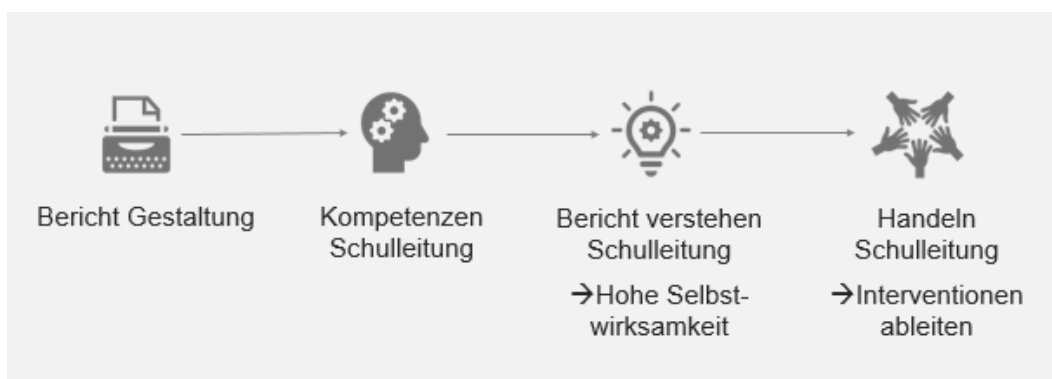 Bericht Gestaltung
Kompetenzen
Schulleitung
Bericht verstehen
Schulleitung
→Hohe Selbst-
wirksamkeit
Handeln
Schulleitung
→Interventionen
ableiten